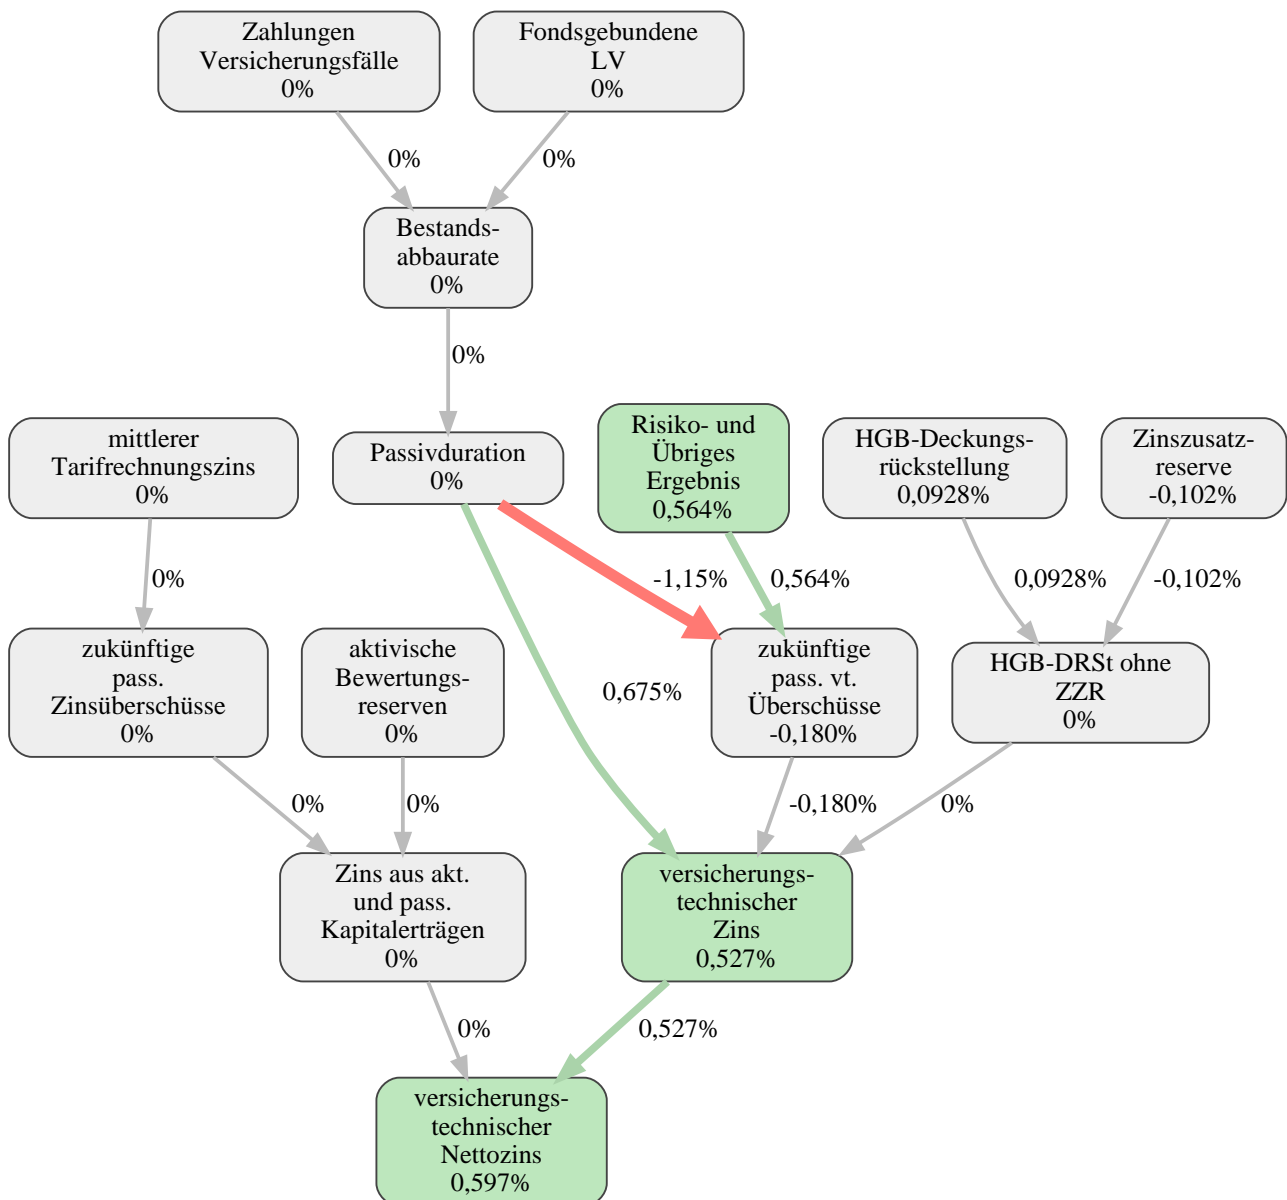 Zahlungen
Versicherungsfälle
0%
Fondsgebundene
LV
0%
0%
0%
Bestands-
abbaurate
0%
0%
mittlerer
Tarifrechnungszins
0%
Passivduration
0%
Risiko- und
Übriges
Ergebnis
0,564%
HGB-Deckungs-
rückstellung
0,0928%
Zinszusatz-
reserve
-0,102%
0%
-1,15%
0,564%
0,0928%
-0,102%
zukünftige
pass.
Zinsüberschüsse
0%
aktivische
Bewertungs-
reserven
0%
0,675%
zukünftige
pass. vt.
Überschüsse
-0,180%
HGB-DRSt ohne
ZZR
0%
0%
0%
-0,180%
0%
Zins aus akt.
und pass.
Kapitalerträgen
0%
versicherungs-
technischer
Zins
0,527%
0%
0,527%
versicherungs-
technischer
Nettozins
0,597%